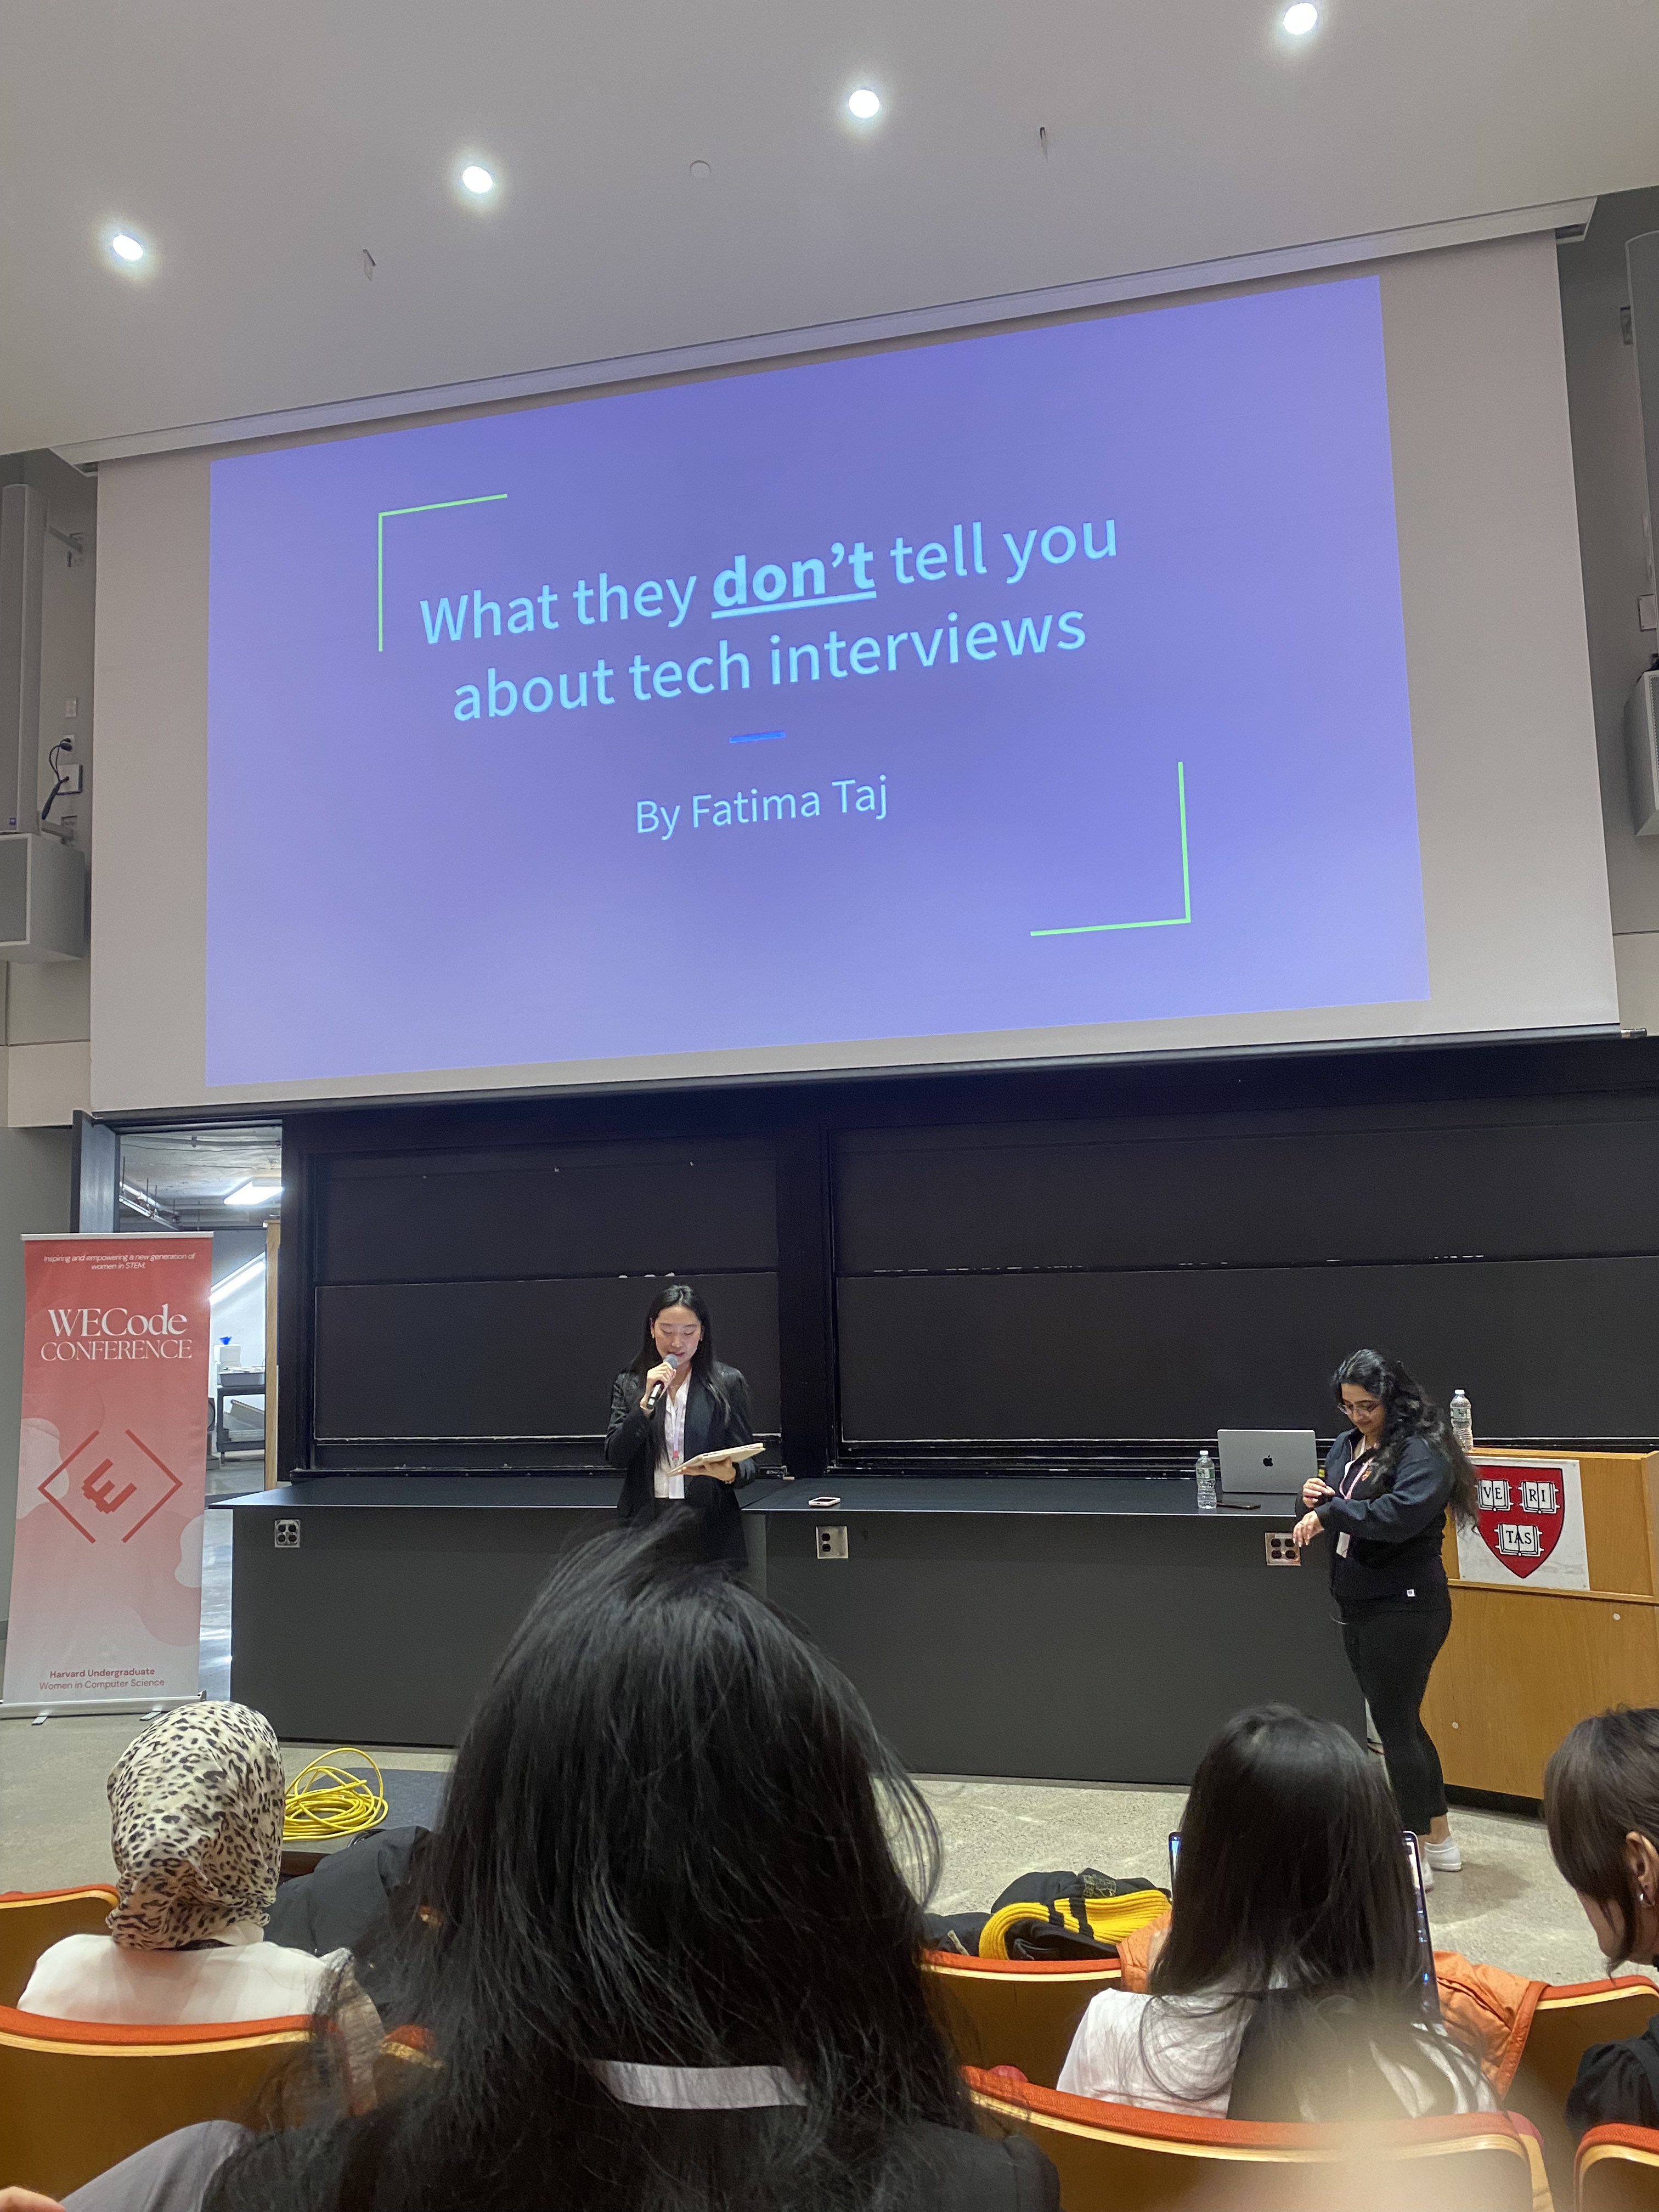 What they don't tell you
about tech interviews
By Fatima Taj
Inspiring and empowering a new generation of
women in STEM.
WECode
CONFERENCE
E
Harvard Undergraduate
Women in Computer Science
VE RI
TAS